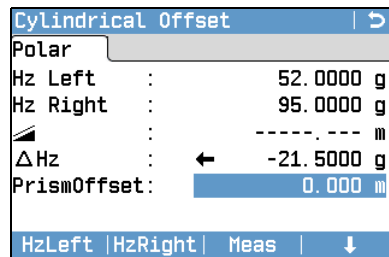 Cylindrical Offset
Polar
Hz Left : 52.0000 g
Hz Right : 95.0000 g
: -----.--- m
ΔHz : ← -21.5000 g
PrismOffset: 0.000 m
HzLeft |HzRight| Meas | ↓